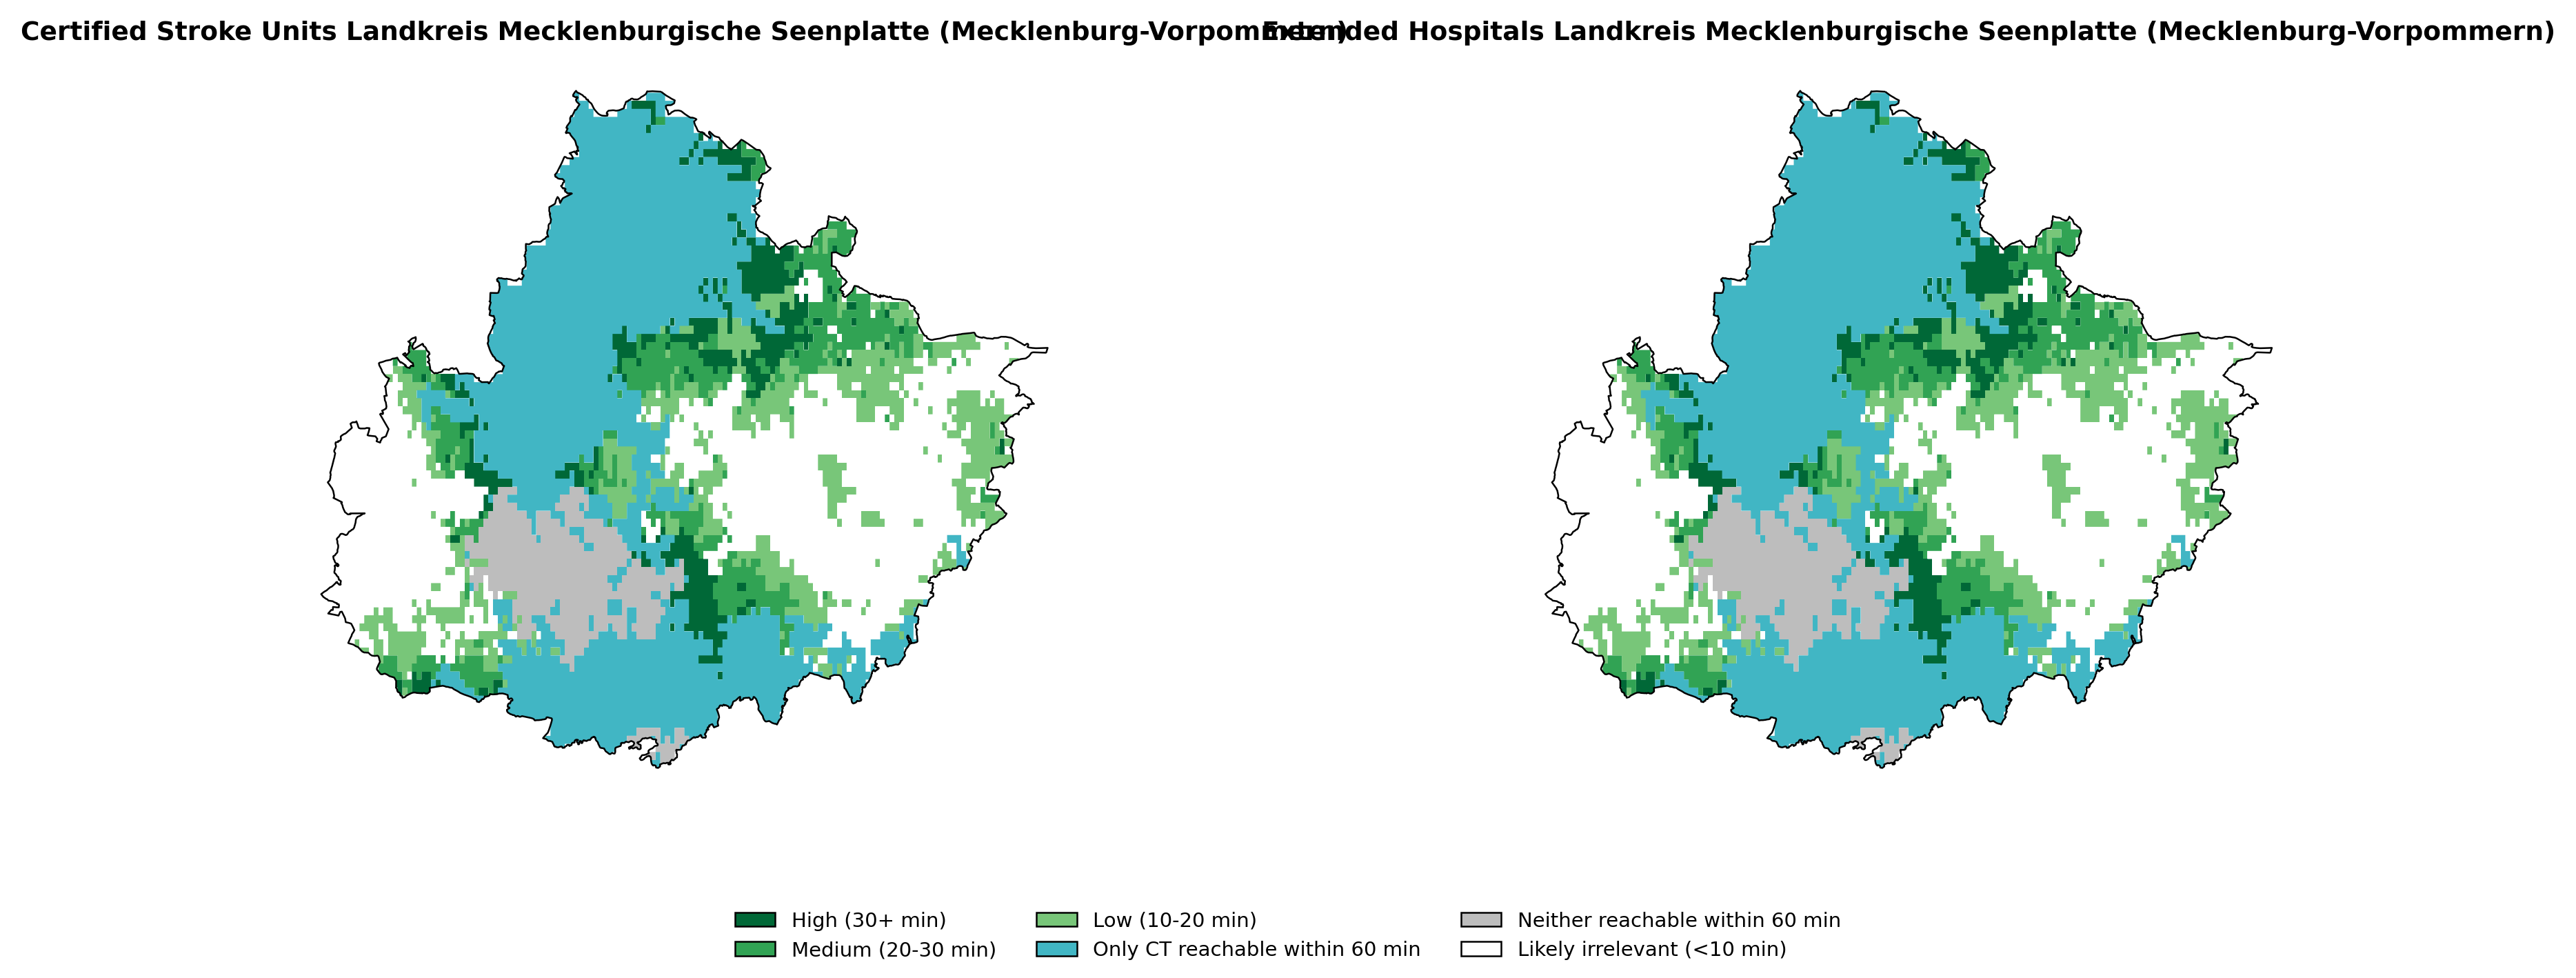 Certified Stroke Units Landkreis Mecklenburgische Seenplatte (Mecklenburg-Vorpommern)
Extended Hospitals Landkreis Mecklenburgische Seenplatte (Mecklenburg-Vorpommern)
High (30+ min)
Medium (20-30 min)
Low (10-20 min)
Only CT reachable within 60 min
Neither reachable within 60 min
Likely irrelevant (<10 min)